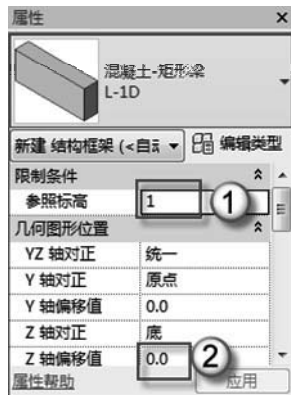 属性
混凝土-矩形梁
L-1D
新建 结构框架 (<自动 编辑类型
限制条件
参照标高 1 1
几何图形位置
YZ 轴对正 统一
Y 轴对正 原点
Y 轴偏移值 0.0
Z 轴对正 底
Z 轴偏移值 0.0 2
属性帮助 应用